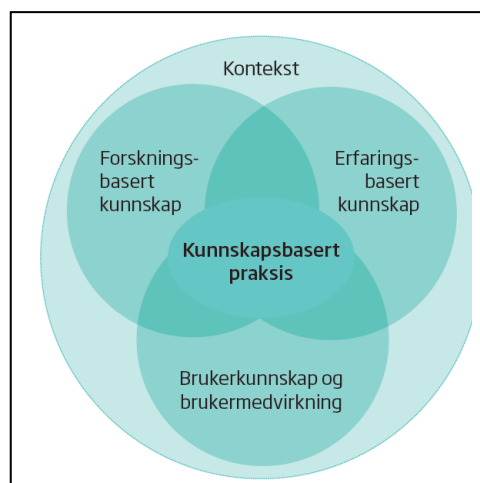 Kontekst
Forsknings-
basert
kunnskap
Erfarings-
basert
kunnskap
Kunnskapsbasert
praksis
Brukerkunnskap og
brukermedvirkning